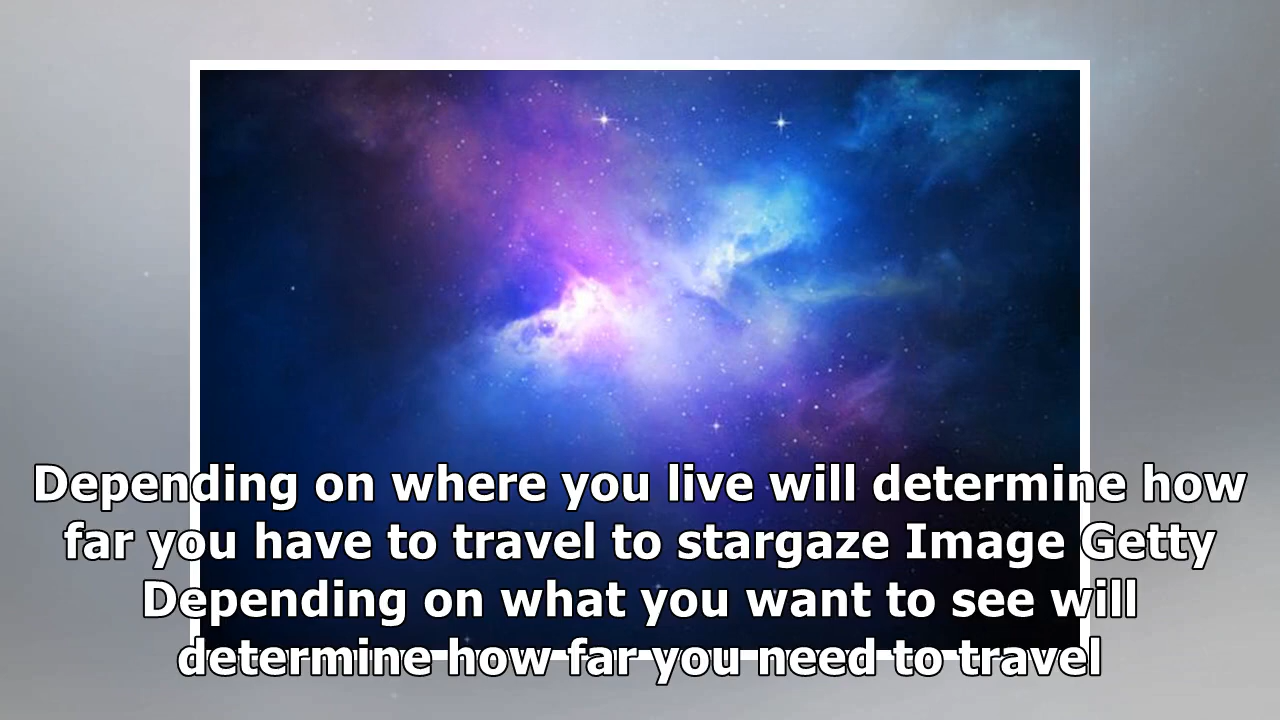 Depending on where you live will determine how
far you have to travel to stargaze Image Getty
Depending on what you want to see will
determine how far you need to travel